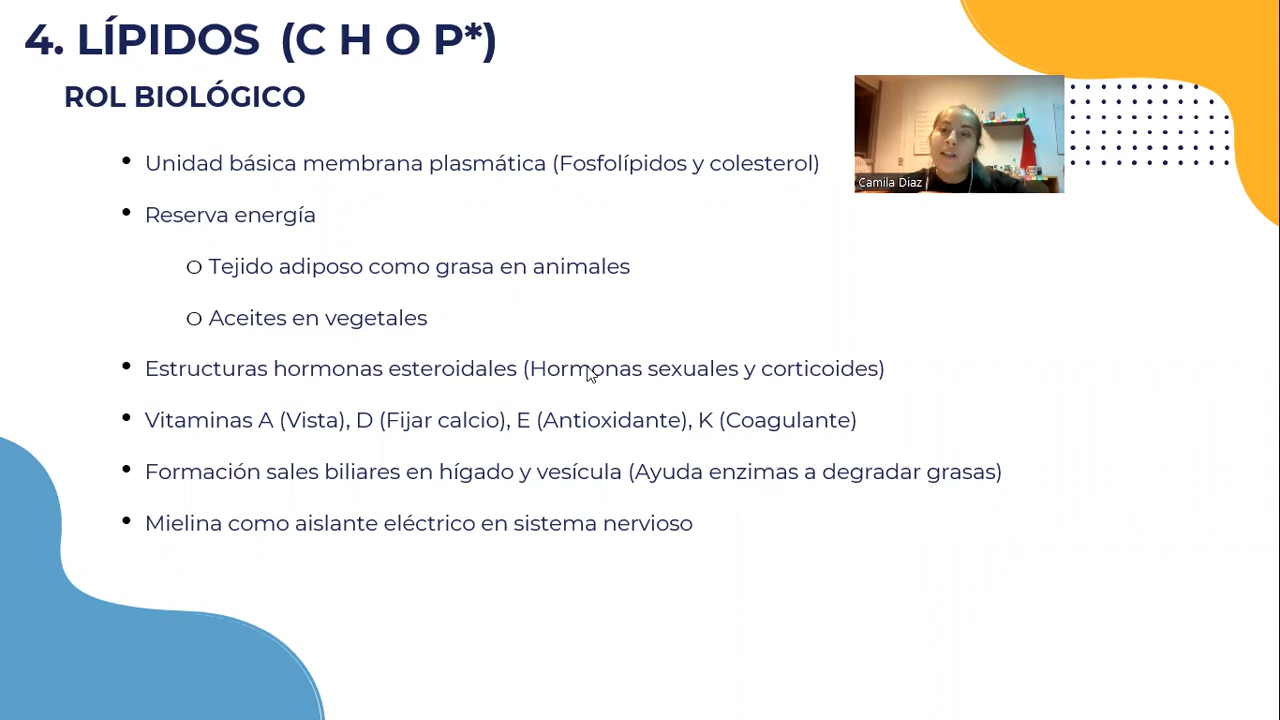 4. LÍPIDOS (C H O P*)
ROL BIOLÓGICO
• Unidad básica membrana plasmática (Fosfolípidos y colesterol)
Camila Diaz
• Reserva energía
o Tejido adiposo como grasa en animales
o Aceites en vegetales
• Estructuras hormonas esteroidales (Hormonas sexuales y corticoides)
• Vitaminas A (Vista), D (Fijar calcio), E (Antioxidante), K (Coagulante)
• Formación sales biliares en hígado y vesícula (Ayuda enzimas a degradar grasas)
• Mielina como aislante eléctrico en sistema nervioso